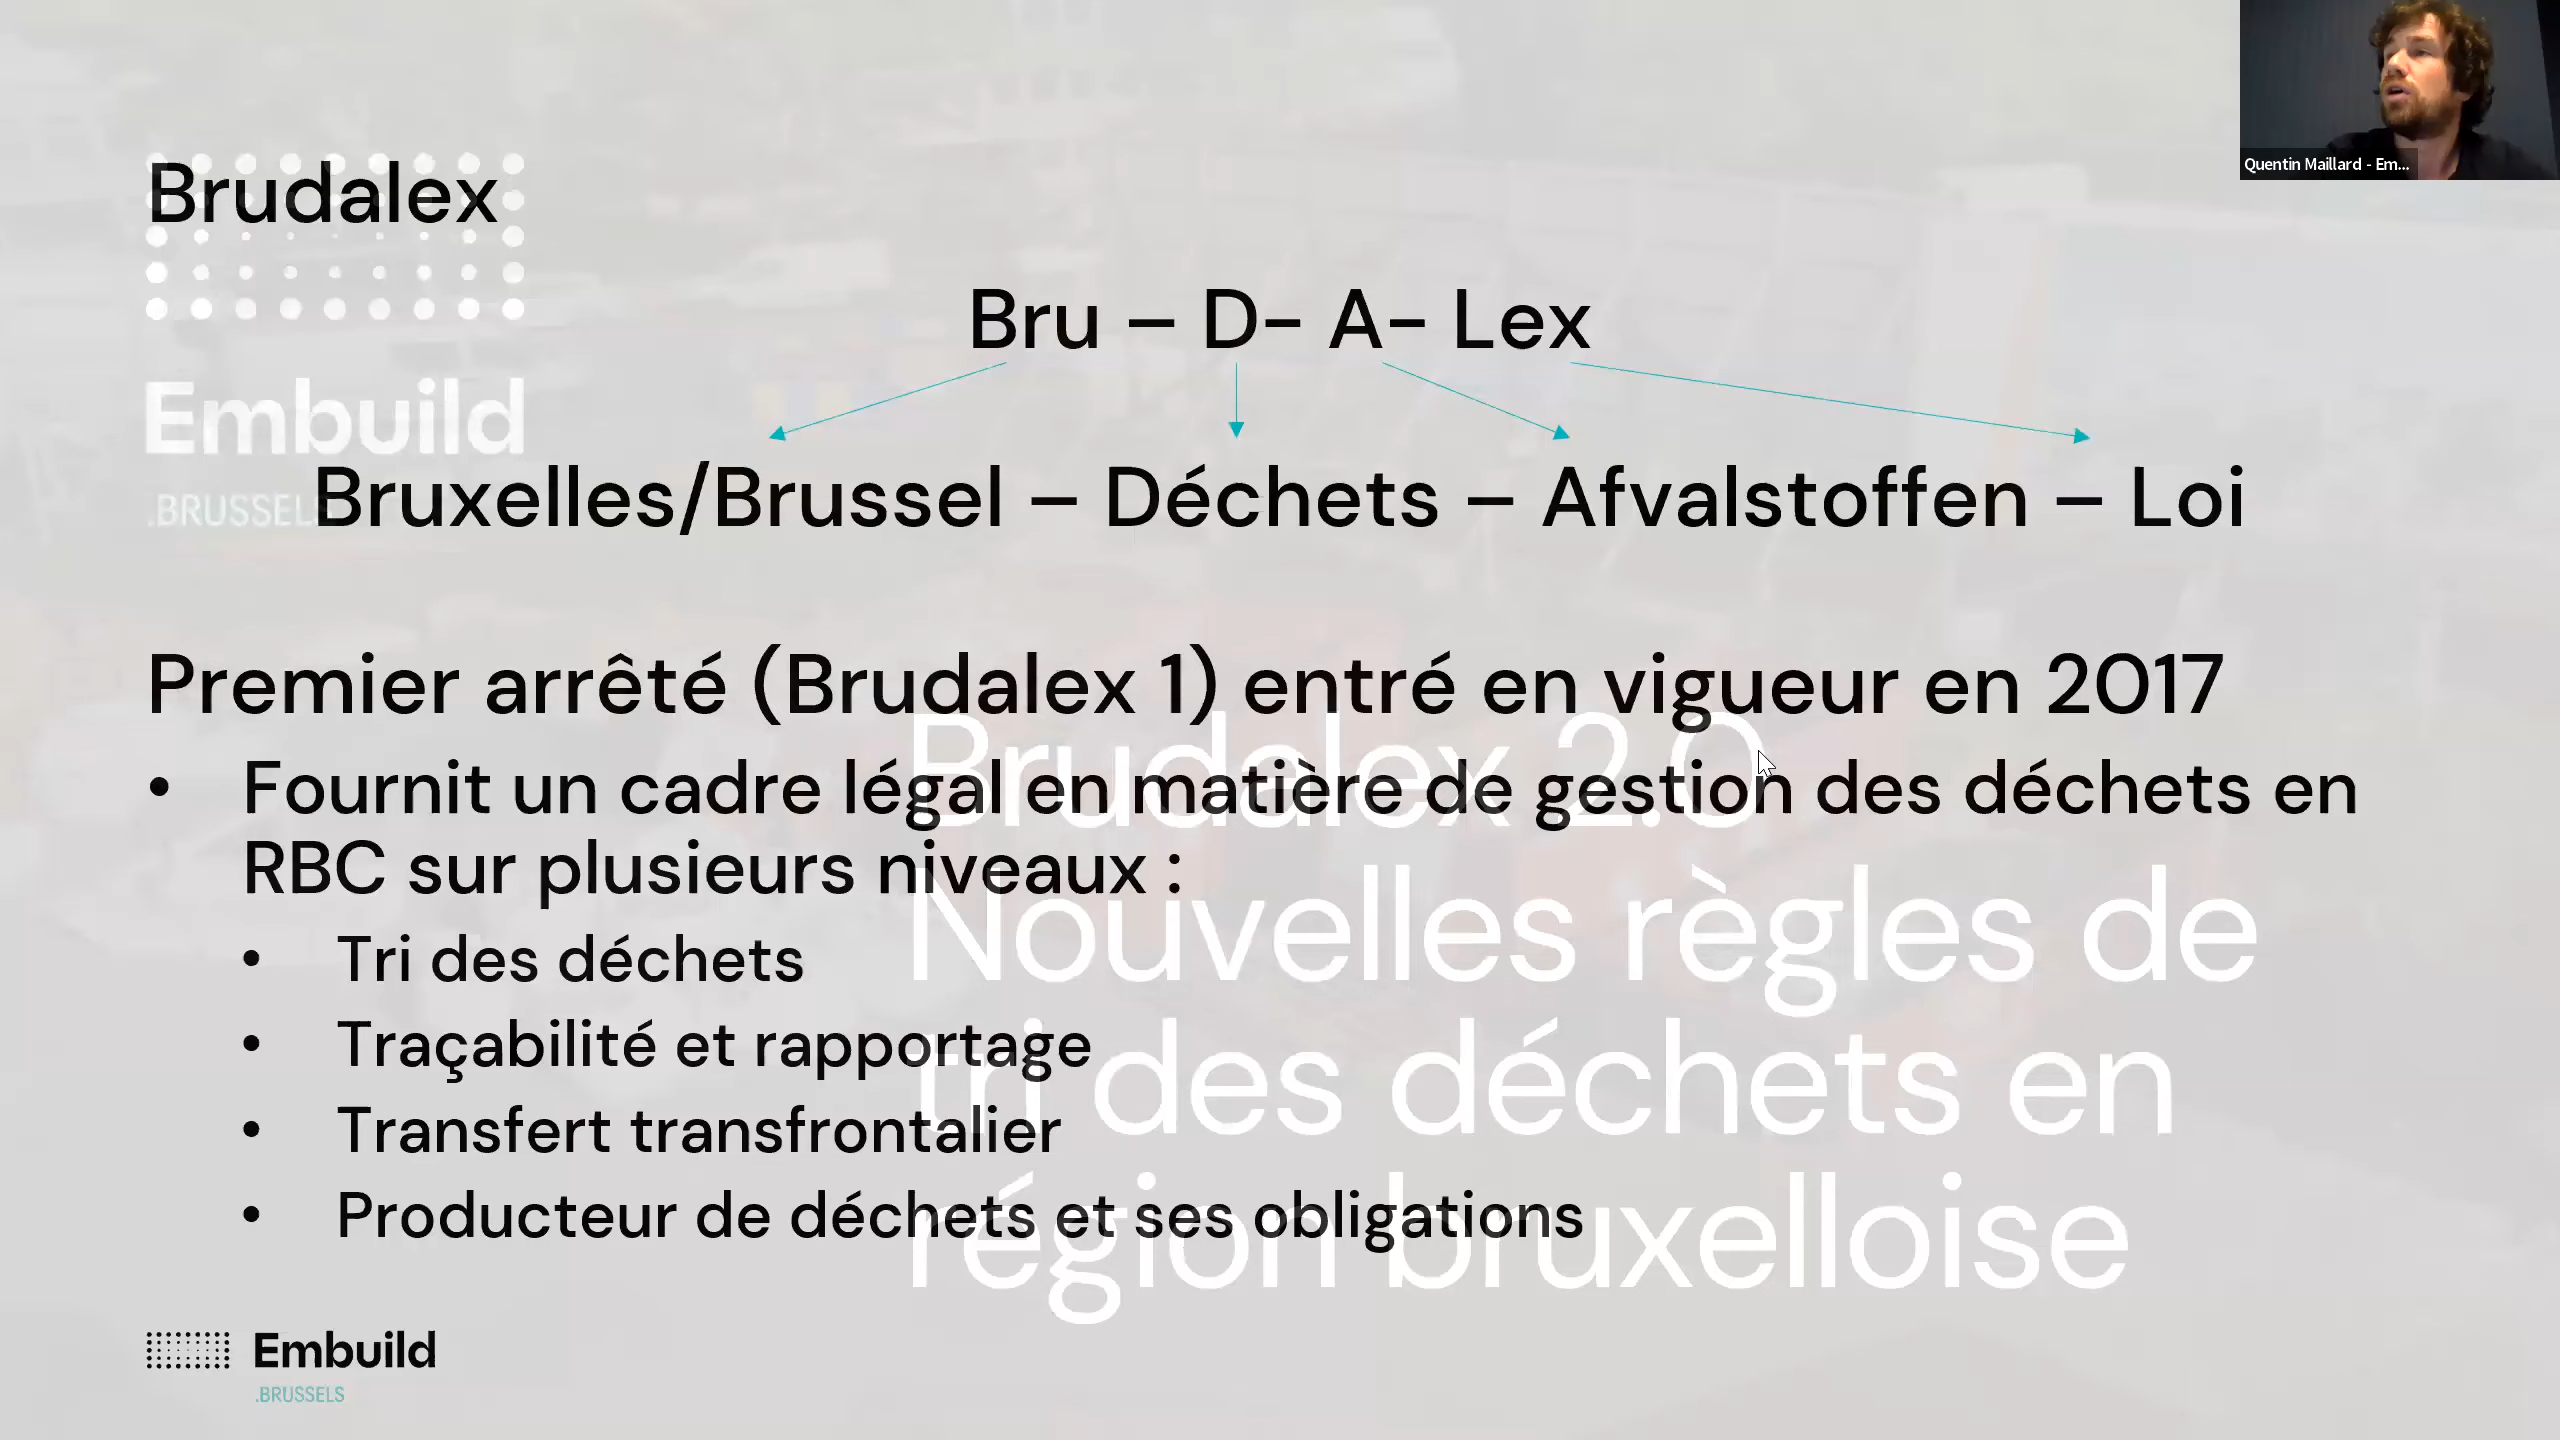 Quentin Maillard - Em...
Brudalex
Bru – D- A- Lex
Embuild
.BRUSSELS
Bruxelles/Brussel – Déchets – Afvalstoffen – Loi
Premier arrêté (Brudalex 1) entré en vigueur en 2017
• Fournit un cadre légal en matière de gestion des déchets en
RBC sur plusieurs niveaux :
• Tri des déchets
• Traçabilité et rapportage
• Transfert transfrontalier
• Producteur de déchets et ses obligations
Brudalex 2.0
Nouvelles règles de
tri des déchets en
région bruxelloise
Embuild
.BRUSSELS